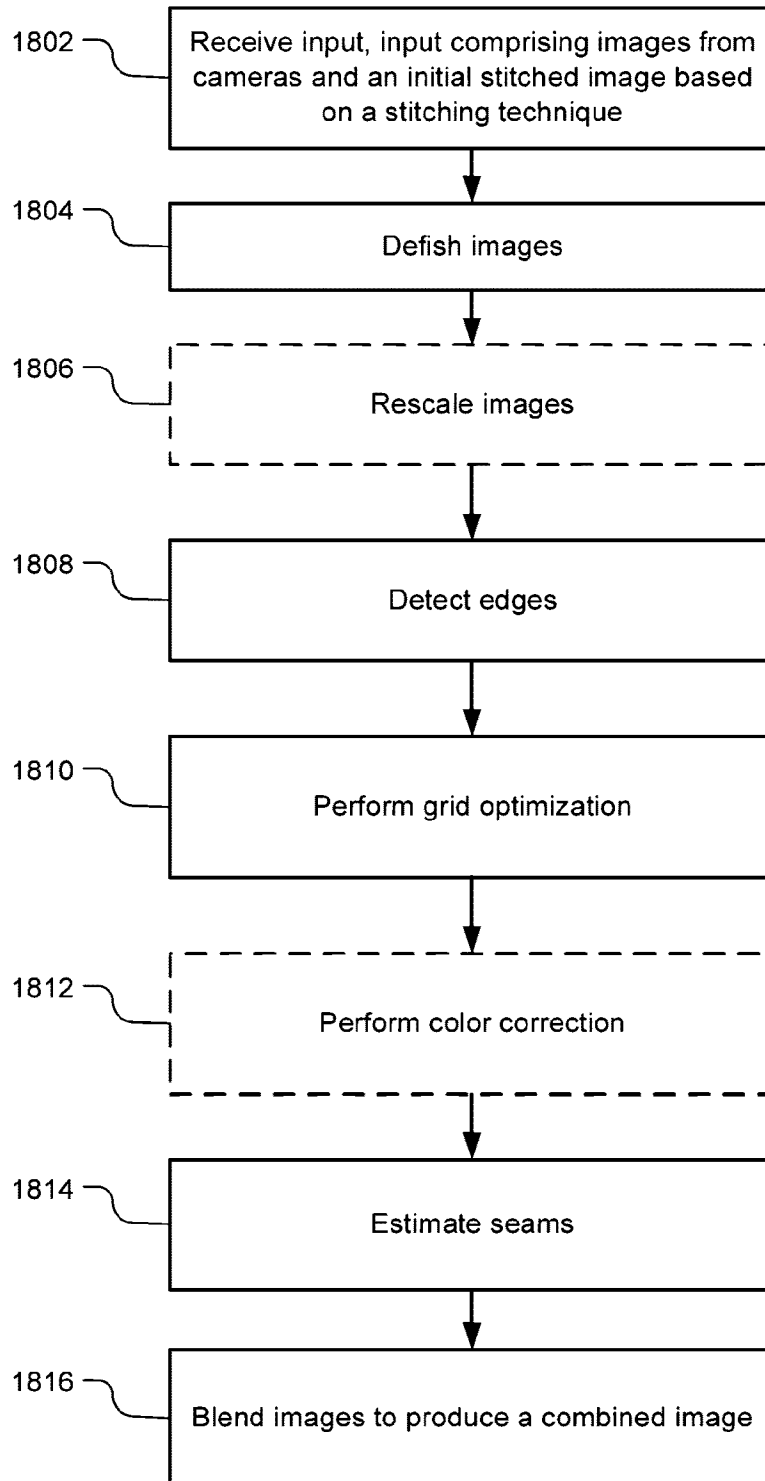 1802
Receive input, input comprising images from
cameras and an initial stitched image based
on a stitching technique
1804
Defish images
1806
Rescale images
1808
Detect edges
1810
Perform grid optimization
1812
Perform color correction
1814
Estimate seams
1816
Blend images to produce a combined image